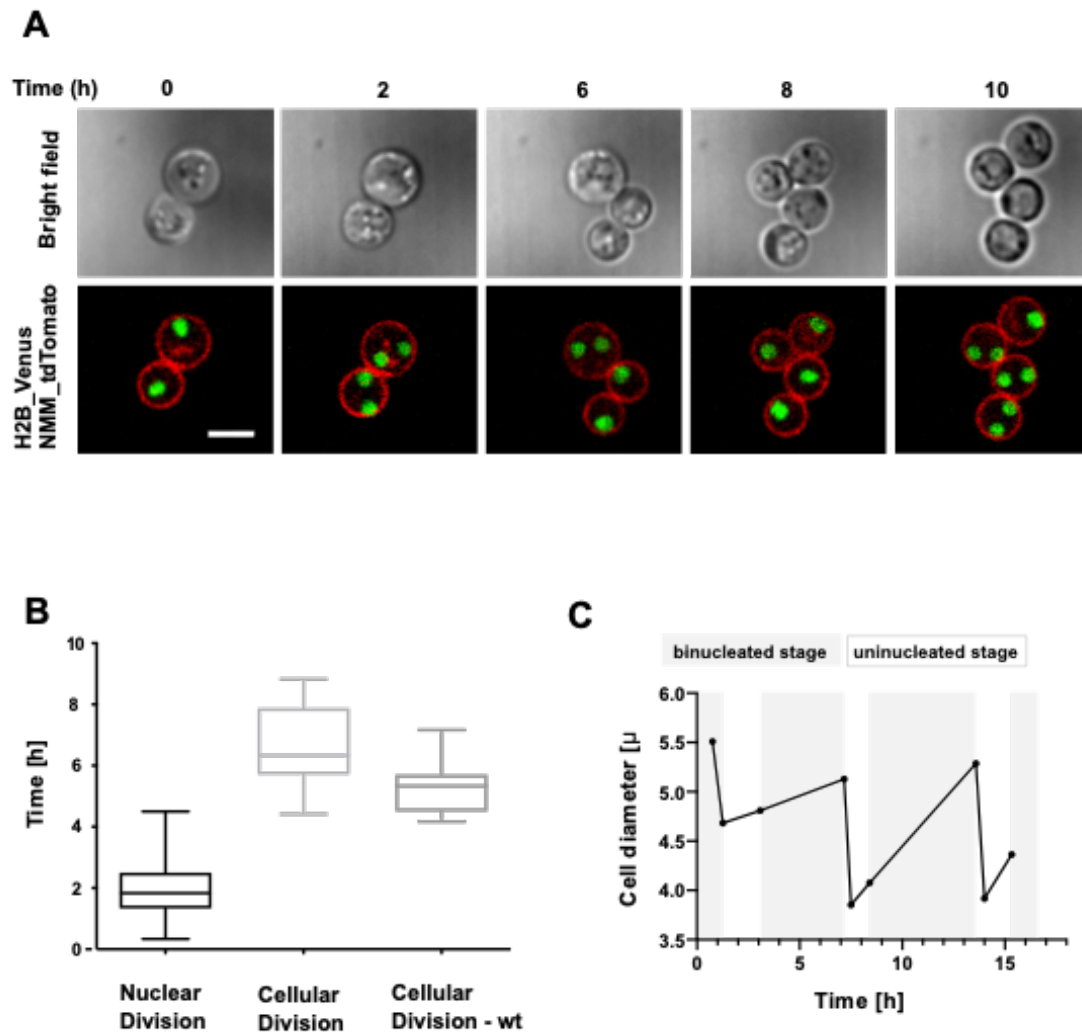 A
Time (h) 0 2 6 8 10
Bright field
H2B_Venus
NMM_tdTomato
B
10
8
6
4
2
0
Time [h]
Nuclear
Division
Cellular
Division
Cellular
Division - wt
C
binucleated stage
uninucleated stage
6.0
5.5
5.0
4.5
4.0
3.5
Cell diameter [µ
0 5 10 15
Time [h]